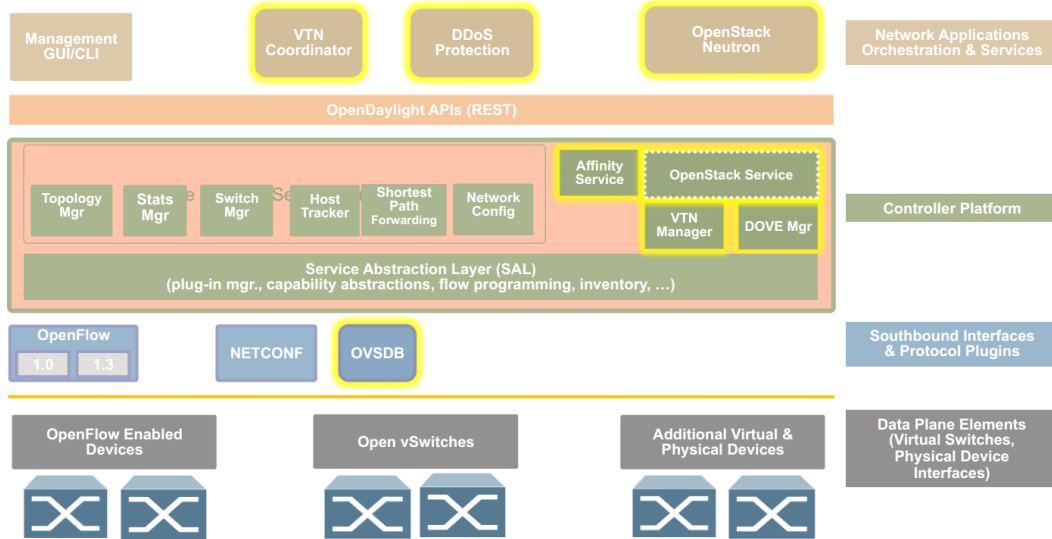 Management
GUI/CLI
VTN
Coordinator
DDoS
Protection
OpenStack
Neutron
Network Applications
Orchestration & Services
OpenDaylight APIs (REST)
Affinity
Service
OpenStack Service
Topology
Mgr
Stats
Mgr
Switch
Mgr
Host
Tracker
Shortest
Path
Forwarding
Network
Config
VTN
Manager
DOVE Mgr
Controller Platform
Service Abstraction Layer (SAL)
(plug-in mgr., capability abstractions, flow programming, inventory, …)
OpenFlow
1.0
1.3
NETCONF
OVSDB
Southbound Interfaces
& Protocol Plugins
OpenFlow Enabled
Devices
Open vSwitches
Additional Virtual &
Physical Devices
Data Plane Elements
(Virtual Switches,
Physical Device
Interfaces)